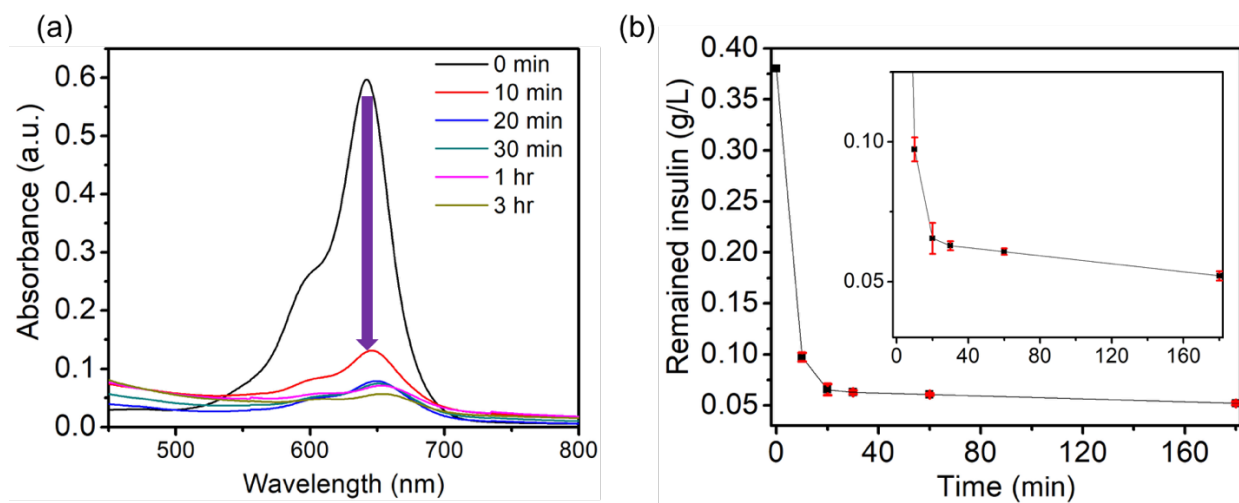 (a)
0.6
0.5
0.4
0.3
0.2
0.1
0.0
Absorbance (a.u.)
500
600
700
800
Wavelength (nm)
0 min
10 min
20 min
30 min
1 hr
3 hr
(b)
0.40
0.35
0.30
0.25
0.20
0.15
0.10
0.05
Remained insulin (g/L)
0
40
80
120
160
Time (min)
0.10
0.05
0
40
80
120
160